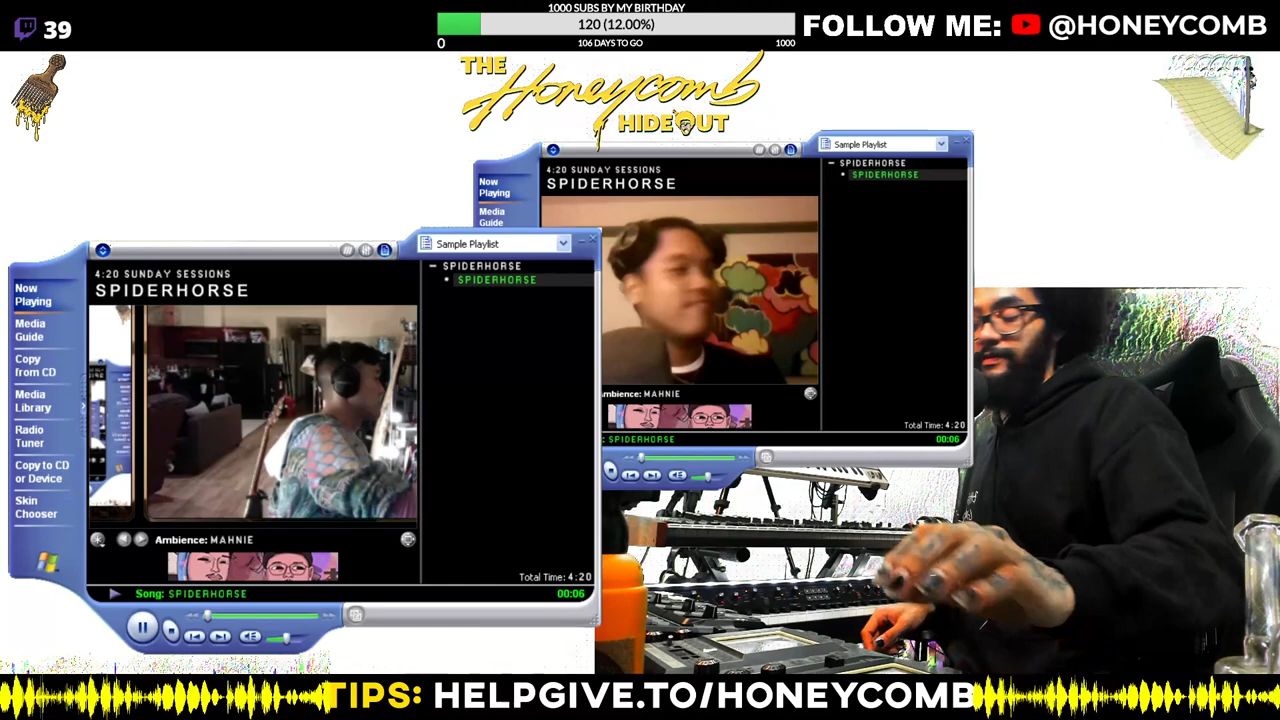 39
1000 SUBS BY MY BIRTHDAY
120 (12.00%)
0
106 DAYS TO GO
1000
FOLLOW ME: @HONEYCOMB
THE
Honeycomb
HIDEOUT
Sample Playlist
4:20 SUNDAY SESSIONS
SPIDERHORSE
SPIDERHORSE
SPIDERHORSE
Now
Playing
Media
Guide
mbience: MAHNIE
Total Time: 4:20
: SPIDERHORSE
00:06
Sample Playlist
4:20 SUNDAY SESSIONS
SPIDERHORSE
SPIDERHORSE
SPIDERHORSE
Now
Playing
Media
Guide
Copy
from CD
Media
Library
Radio
Tuner
Copy to CD
or Device
Skin
Chooser
Ambience: MAHNIE
Total Time: 4:20
Song: SPIDERHORSE
00:06
TIPS: HELPGIVE.TO/HONEYCOMB